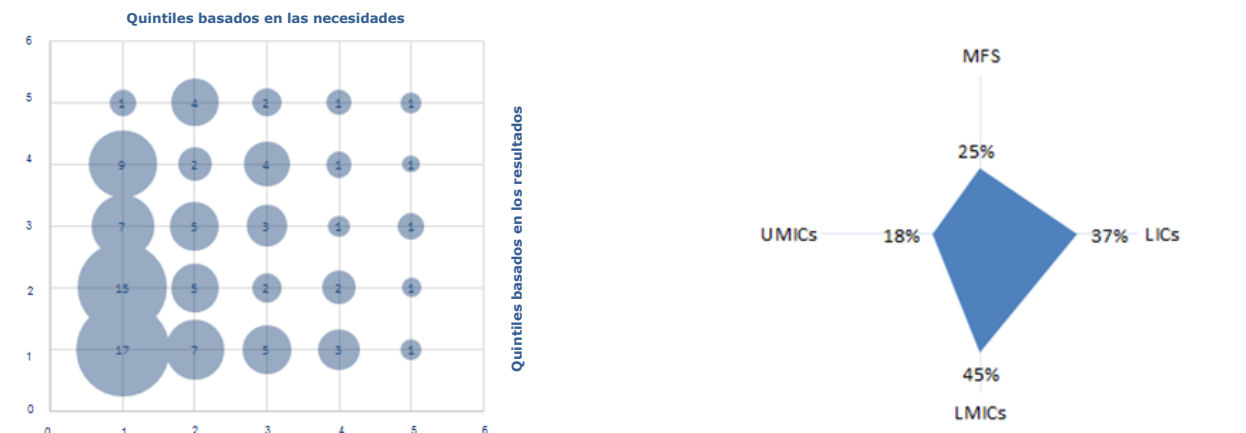 Quintiles basados en las necesidades
6
5
1 4 2 1 1
4
9 2 4 1 1
3
7 5 3 1 1
2
15 5 2 2 1
1
17 7 5 3 1
0
0 1 2 3 4 5 6
Quintiles basados en los resultados
MFS
25%
UMICs 18% 37% LICs
45%
LMICs